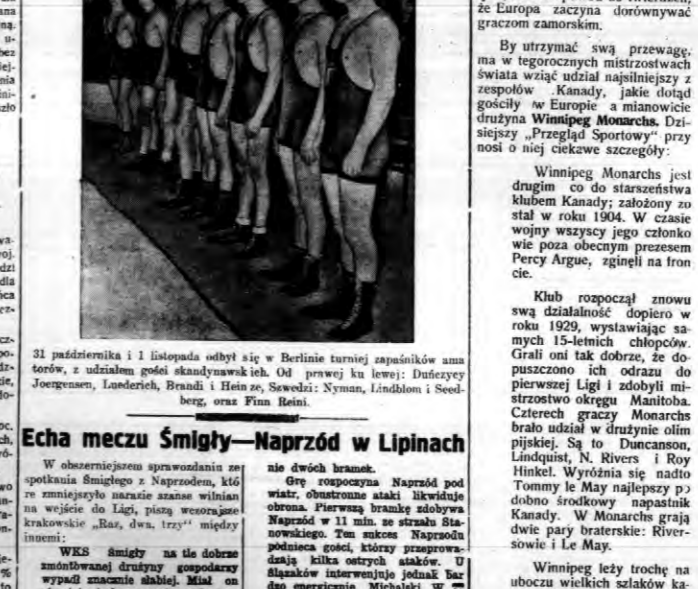 że Europa zaczyna dorównywać
graczom zamorskim.
By utrzymać swą przewagę,
ma w tegorocznych mistrzostwach
świata wziąć udział najsilniejszy z
zespołów Kanady, jakie dotąd
gościły w Europie a mianowicie
drużyna Winnipeg Monarchs. Dzi-
siejszy „Przegląd Sportowy" przy
nosi o niej ciekawe szczegóły:
Winnipeg Monarchs jest
drugim co do starszeństwa
klubem Kanady; założony zo
stał w roku 1904. W czasie
wojny wszyscy jego członko
wie poza obecnym prezesem
Percy Argue, zginęli na fron
cie.
Klub rozpoczął znowu
swą działalność dopiero w
roku 1929, wystawiając sa-
mych 15-letnich chłopców.
Grali oni tak dobrze, że do-
puszczono ich odrazu do
pierwszej Ligi i zdobyli mi-
strzostwo okręgu Manitoba.
Czterech graczy Monarchs
brało udział w drużynie olim
pijskiej. Są to Duncanson,
Lindquist, N. Rivers i Roy
Hinkel. Wyróżnia się nadto
Tommy le May najlepszy po
dobno środkowy napastnik
Kanady. W Monarchs grają
dwie pary braterskie: River-
sowie i Le May.
Winnipeg leży trochę na
uboczu wielkich szlaków ka-
31 października i 1 listopada odbył się w Berlinie turniej zapaśników ama
torów, z udziałem gości skandynawskich. Od prawej ku lewej: Duńczycy
Joergensen, Luederich, Brandi i Heinze, Szwedzi: Nyman, Lindblom i Seed-
berg, oraz Finn Reini.
Echa meczu Śmigły—Naprzód w Lipinach
W obszerniejszem sprawozdaniu ze
spotkania Śmigłego z Naprzodem, któ
re zmniejszyło narazie szanse wilnian
na wejście do Ligi, piszą wczorajsze
krakowskie „Raz, dwa, trzy" między
innemi:
WKS Śmigły na tle dobrze
zmontowanej drużyny gospodarzy
wypadł znacznie słabiej. Miał on
nie dwóch bramek.
Grę rozpoczyna Naprzód pod
wiatr, obustronne ataki likwiduje
obrona. Pierwszą bramkę zdobywa
Naprzód w 11 min. ze strzału Sta-
nowskiego. Ten sukces Naprzodu
podnieca gości, którzy przeprowa-
dzają kilka ostrych ataków. U
Ślązaków interwenjuje jednak bar
dzo energicznie Michalski. W